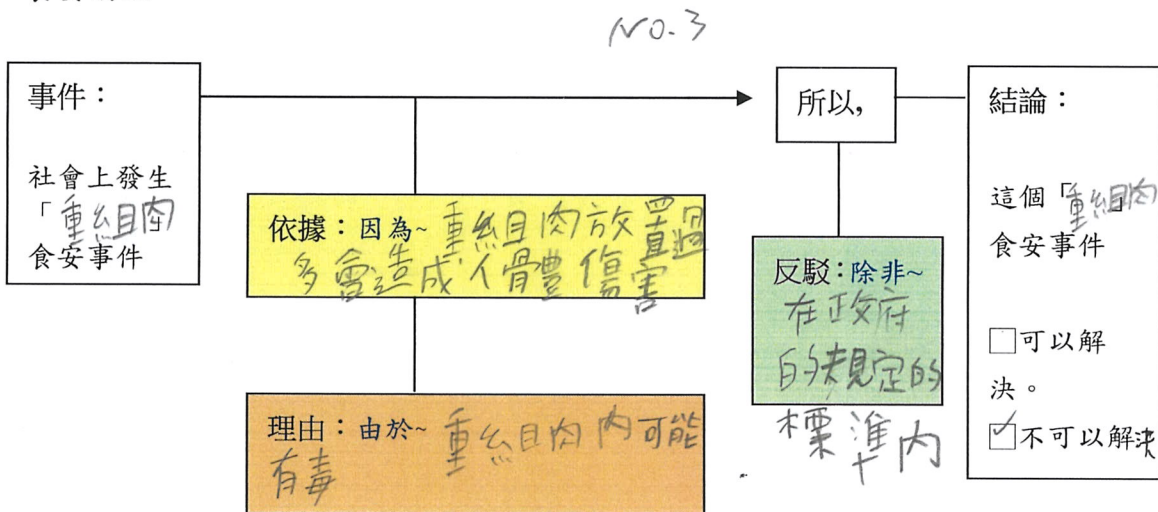 NO.3
事件：
社會上發生
「重組肉」
食安事件
依據：因為~ 重組肉放置過
多會造成人體傷害
理由：由於~ 重組肉內可能
有毒
所以,
反駁：除非~
在政府
的規定的
標準內
結論：
這個「重組肉」
食安事件
□可以解
決。
☑不可以解決